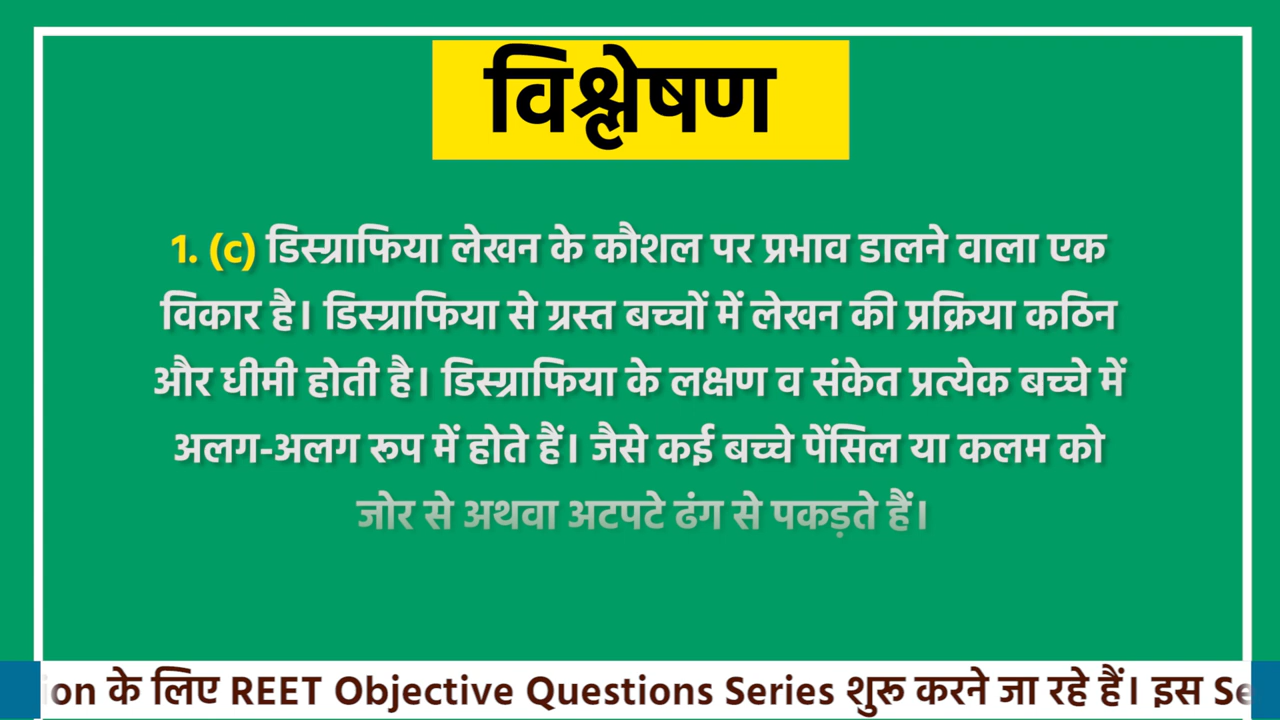 विश्लेषण
1. (c) डिस्ग्राफिया लेखन के कौशल पर प्रभाव डालने वाला एक
विकार है। डिस्ग्राफिया से ग्रस्त बच्चों में लेखन की प्रक्रिया कठिन
और धीमी होती है। डिस्ग्राफिया के लक्षण व संकेत प्रत्येक बच्चे में
अलग-अलग रूप में होते हैं। जैसे कई बच्चे पेंसिल या कलम को
जोर से अथवा अटपटे ढंग से पकड़ते हैं।
ion के लिए REET Objective Questions Series शुरू करने जा रहे हैं। इस Se